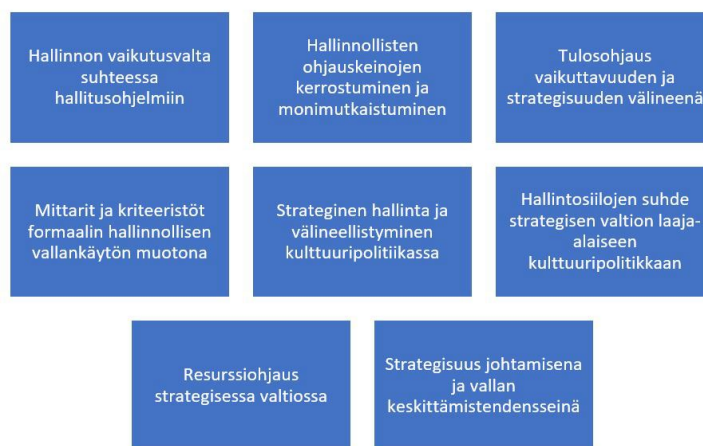 Hallinnon vaikutusvalta
suhteessa
hallitusohjelmiin
Hallinnollisten
ohjauskeinojen
kerrostuminen ja
monimutkaistuminen
Tulosohjaus
vaikuttavuuden ja
strategisuuden välineenä
Mittarit ja kriteeristöt
formaalin hallinnollisen
vallankäytön muotona
Strateginen hallinta ja
välineellistyminen
kulttuuripolitiikassa
Hallintosiilojen suhde
strategisen valtion laaja-
alaiseen
kulttuuripolitikkaan
Resurssiohjaus
strategisessa valtiossa
Strategisuus johtamisena
ja vallan
keskittämistendensseinä